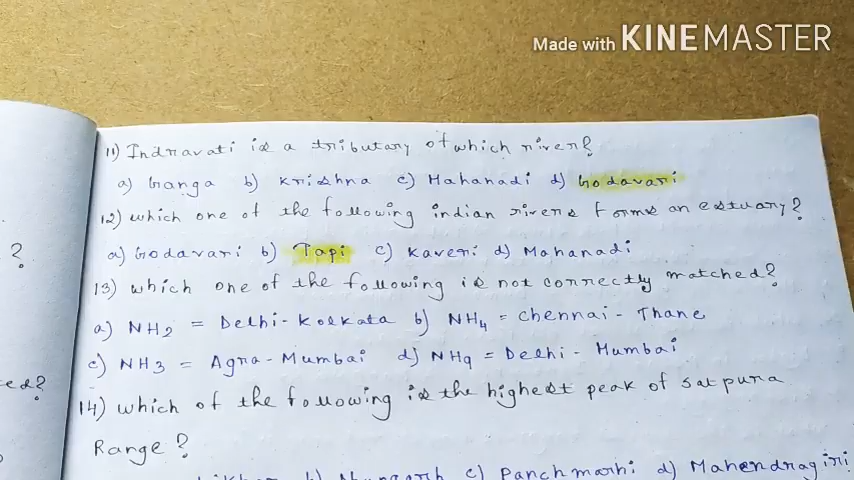 Made with KINEMASTER
11) Indravati is a tributary of which river?
a) Ganga b) Krishna c) Mahanadi d) Godavari
12) which one of the following indian rivers forms an estuary?
?
a) Godavari b) Tapi c) Kaveri d) Mahanadi
13) which one of the following is not correctly matched?
a) NH2 = Delhi-Kolkata b) NH4 = Chennai - Thane
c) NH3 = Agra-Mumbai d) NH9 = Delhi - Mumbai
ed?
14) which of the following is the highest peak of satpura
Range?
c) Panchmarhi d) Mahendragiri